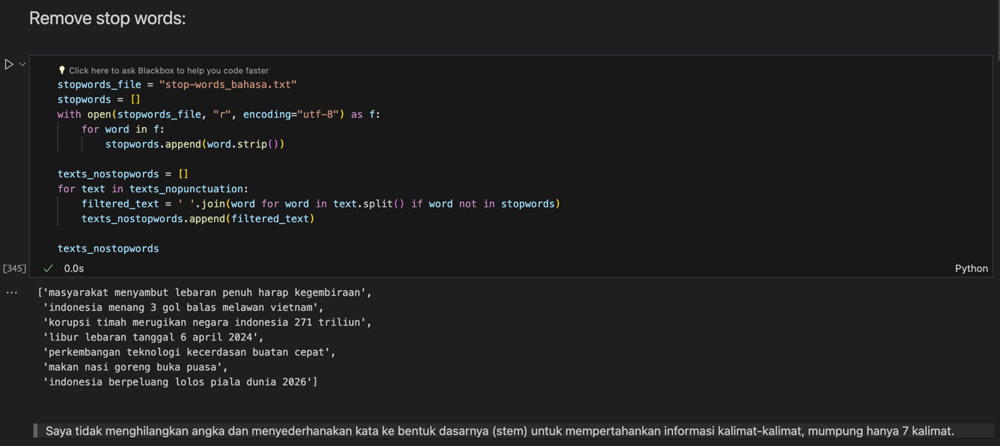 Remove stop words:
Click here to ask Blackbox to help you code faster
stopwords_file = "stop-words_bahasa.txt"
stopwords = []
with open(stopwords_file, "r", encoding="utf-8") as f:
    for word in f:
        stopwords.append(word.strip())
texts_nostopwords = []
for text in texts_nopunctuation:
    filtered_text = ' '.join(word for word in text.split() if word not in stopwords)
    texts_nostopwords.append(filtered_text)
texts_nostopwords
[345] ✓ 0.0s Python
... ['masyarakat menyambut lebaran penuh harap kegembiraan',
'indonesia menang 3 gol balas melawan vietnam',
'korupsi timah merugikan negara indonesia 271 triliun',
'libur lebaran tanggal 6 april 2024',
'perkembangan teknologi kecerdasan buatan cepat',
'makan nasi goreng buka puasa',
'indonesia berpeluang lolos piala dunia 2026']
Saya tidak menghilangkan angka dan menyederhanakan kata ke bentuk dasarnya (stem) untuk mempertahankan informasi kalimat-kalimat, mumpung hanya 7 kalimat.